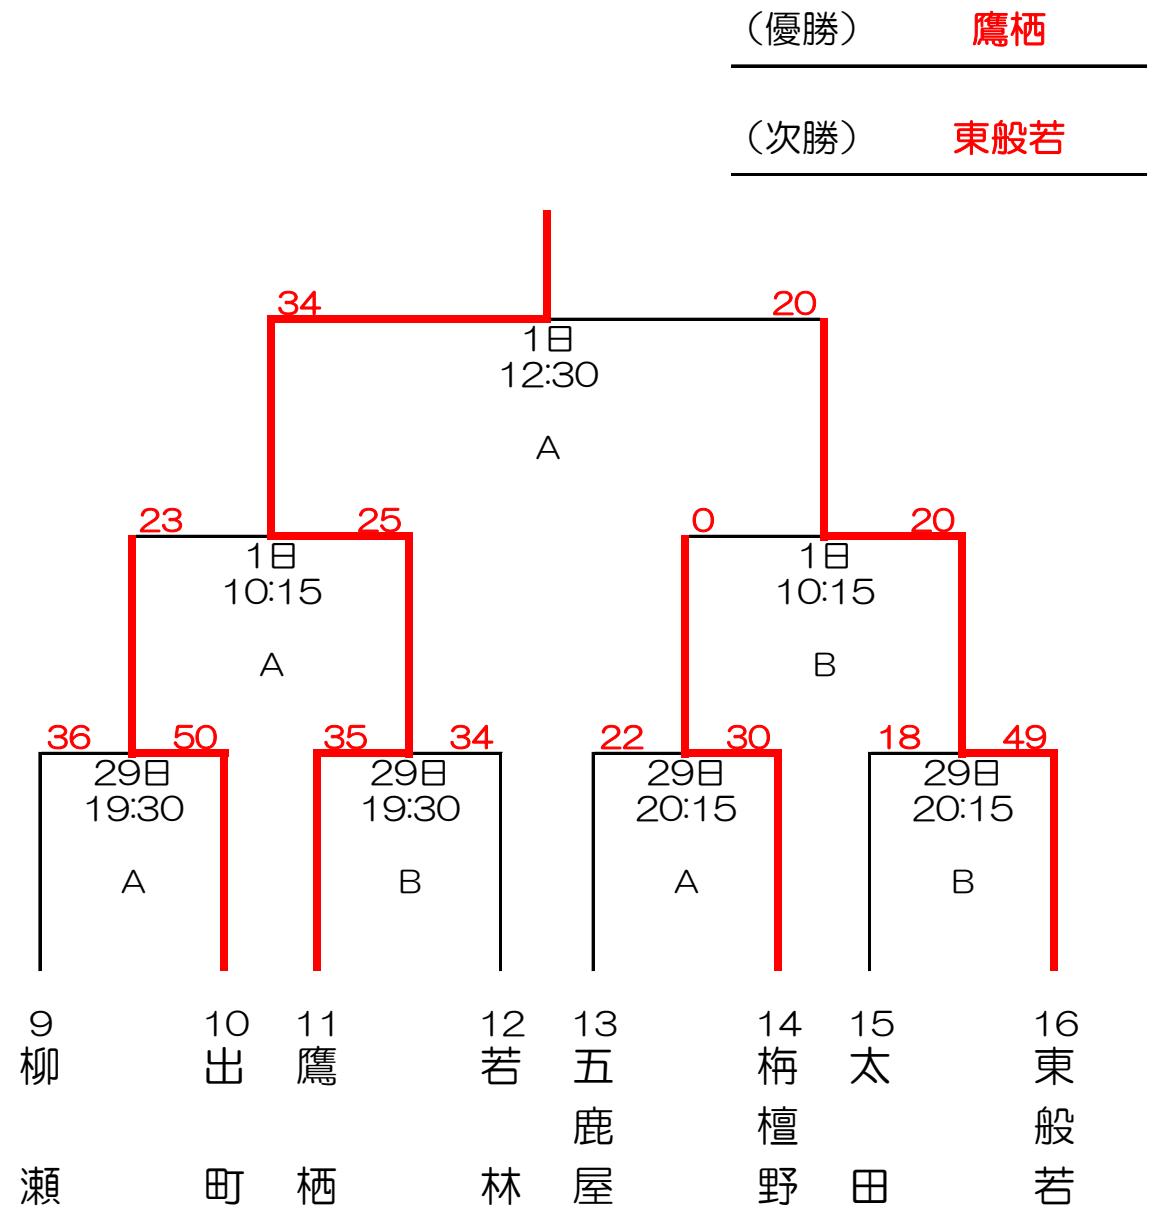 （優勝） 鷹栖
（次勝） 東般若
34 20
1日
12:30
A
23 25 0 20
1日 1日
10:15 10:15
A B
36 50 35 34 22 30 18 49
29日 29日 29日 29日
19:30 19:30 20:15 20:15
A B A B
9 10 11 12 13 14 15 16
柳瀬 出町 鷹栖 若林 五鹿屋 栴檀野 太田 東般若